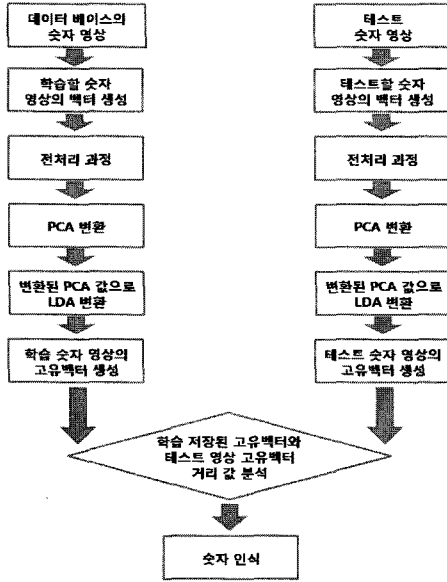 데이터 베이스의
숫자 영상
학습할 숫자
영상의 벡터 생성
전처리 과정
PCA 변환
변환된 PCA 값으로
LDA 변환
학습 숫자 영상의
고유벡터 생성
테스트
숫자 영상
테스트할 숫자
영상의 벡터 생성
전처리 과정
PCA 변환
변환된 PCA 값으로
LDA 변환
테스트 숫자 영상의
고유벡터 생성
학습 저장된 고유벡터와
테스트 영상 고유벡터
거리 값 분석
숫자 인식